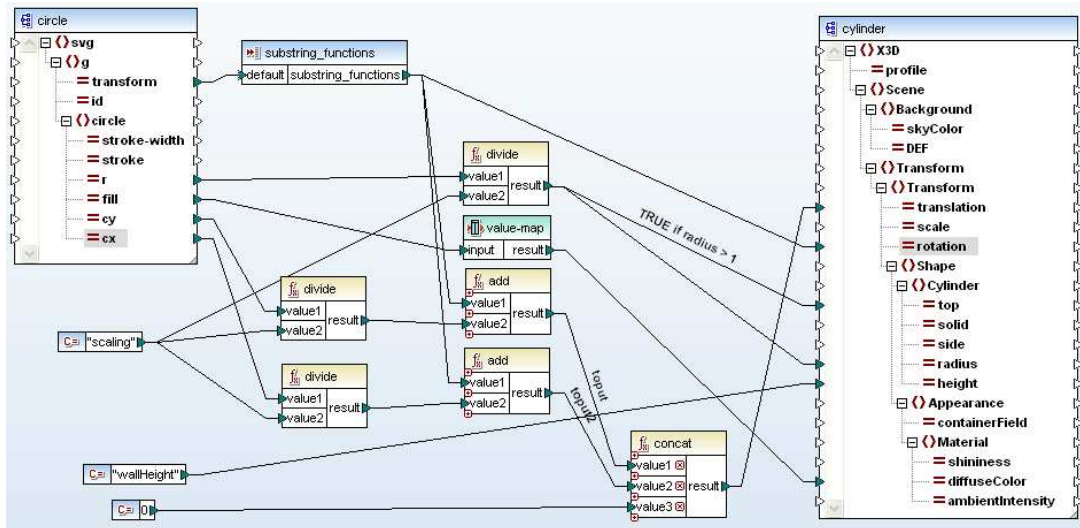 circle
svg
g
transform
id
circle
stroke-width
stroke
r
fill
cy
cx
substring_functions
default substring_functions
divide
value1
value2
result
value-map
input result
divide
value1
value2
result
add
value1
value2
result
C= "scaling"
divide
value1
value2
result
add
value1
value2
result
TRUE if radius > 1
toput
toput2
C= "wallHeight"
C= 0
concat
value1
value2
value3
result
cylinder
X3D
profile
Scene
Background
skyColor
DEF
Transform
Transform
translation
scale
rotation
Shape
Cylinder
top
solid
side
radius
height
Appearance
containerField
Material
shininess
diffuseColor
ambientIntensity